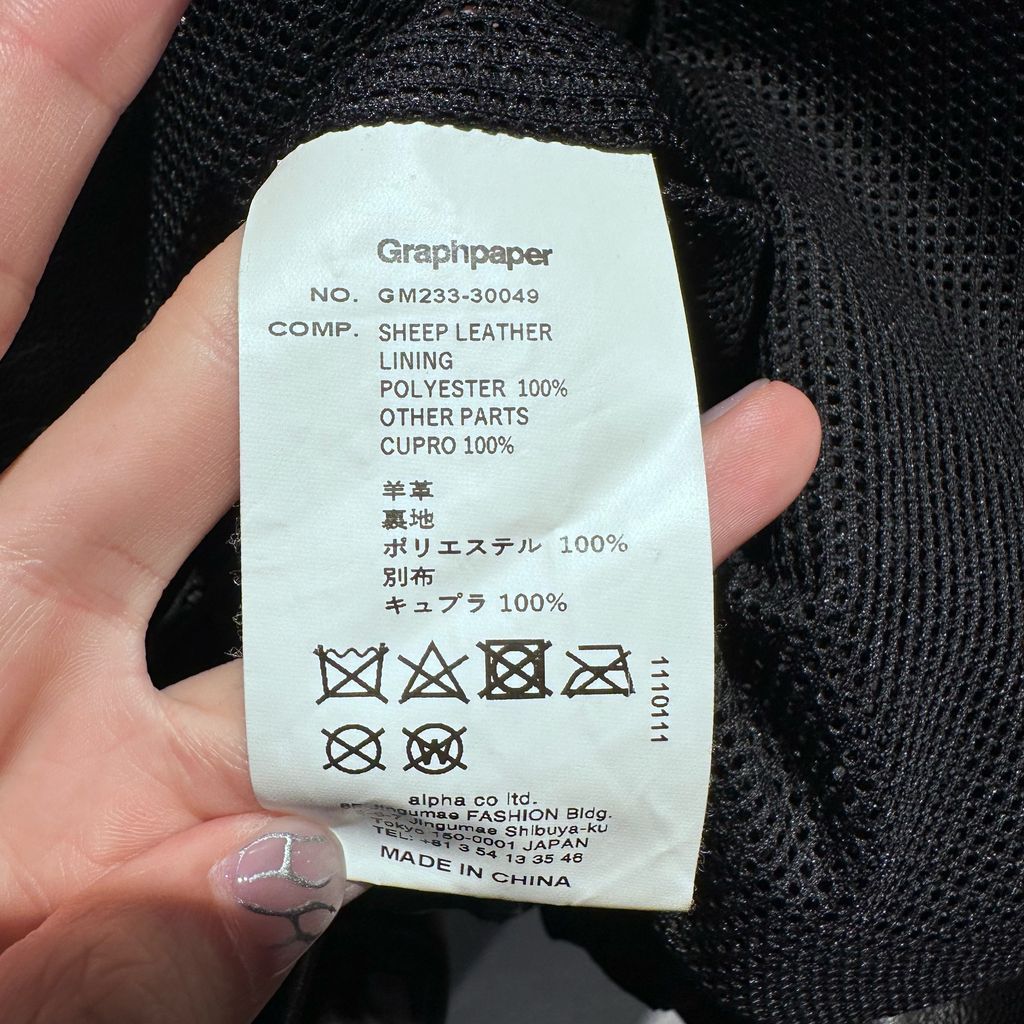 Graphpaper
NO. GM233-30049
COMP. SHEEP LEATHER
LINING
POLYESTER 100%
OTHER PARTS
CUPRO 100%
羊革
裏地
ポリエステル 100%
別布
キュプラ 100%
W
1110111
alpha co ltd.
Jingumae FASHION Bldg.
Jingumae Shibuya-ku
Tokyo 150-0001 JAPAN
TEL: +81 3 54 13 35 46
MADE IN CHINA